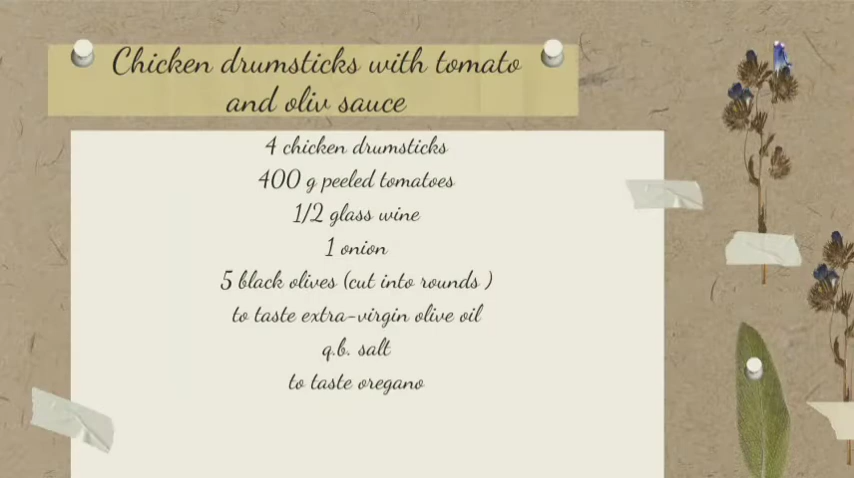 Chicken drumsticks with tomato
and oliv sauce
4 chicken drumsticks
400 g peeled tomatoes
1/2 glass wine
1 onion
5 black olives (cut into rounds )
to taste extra-virgin olive oil
q.b. salt
to taste oregano